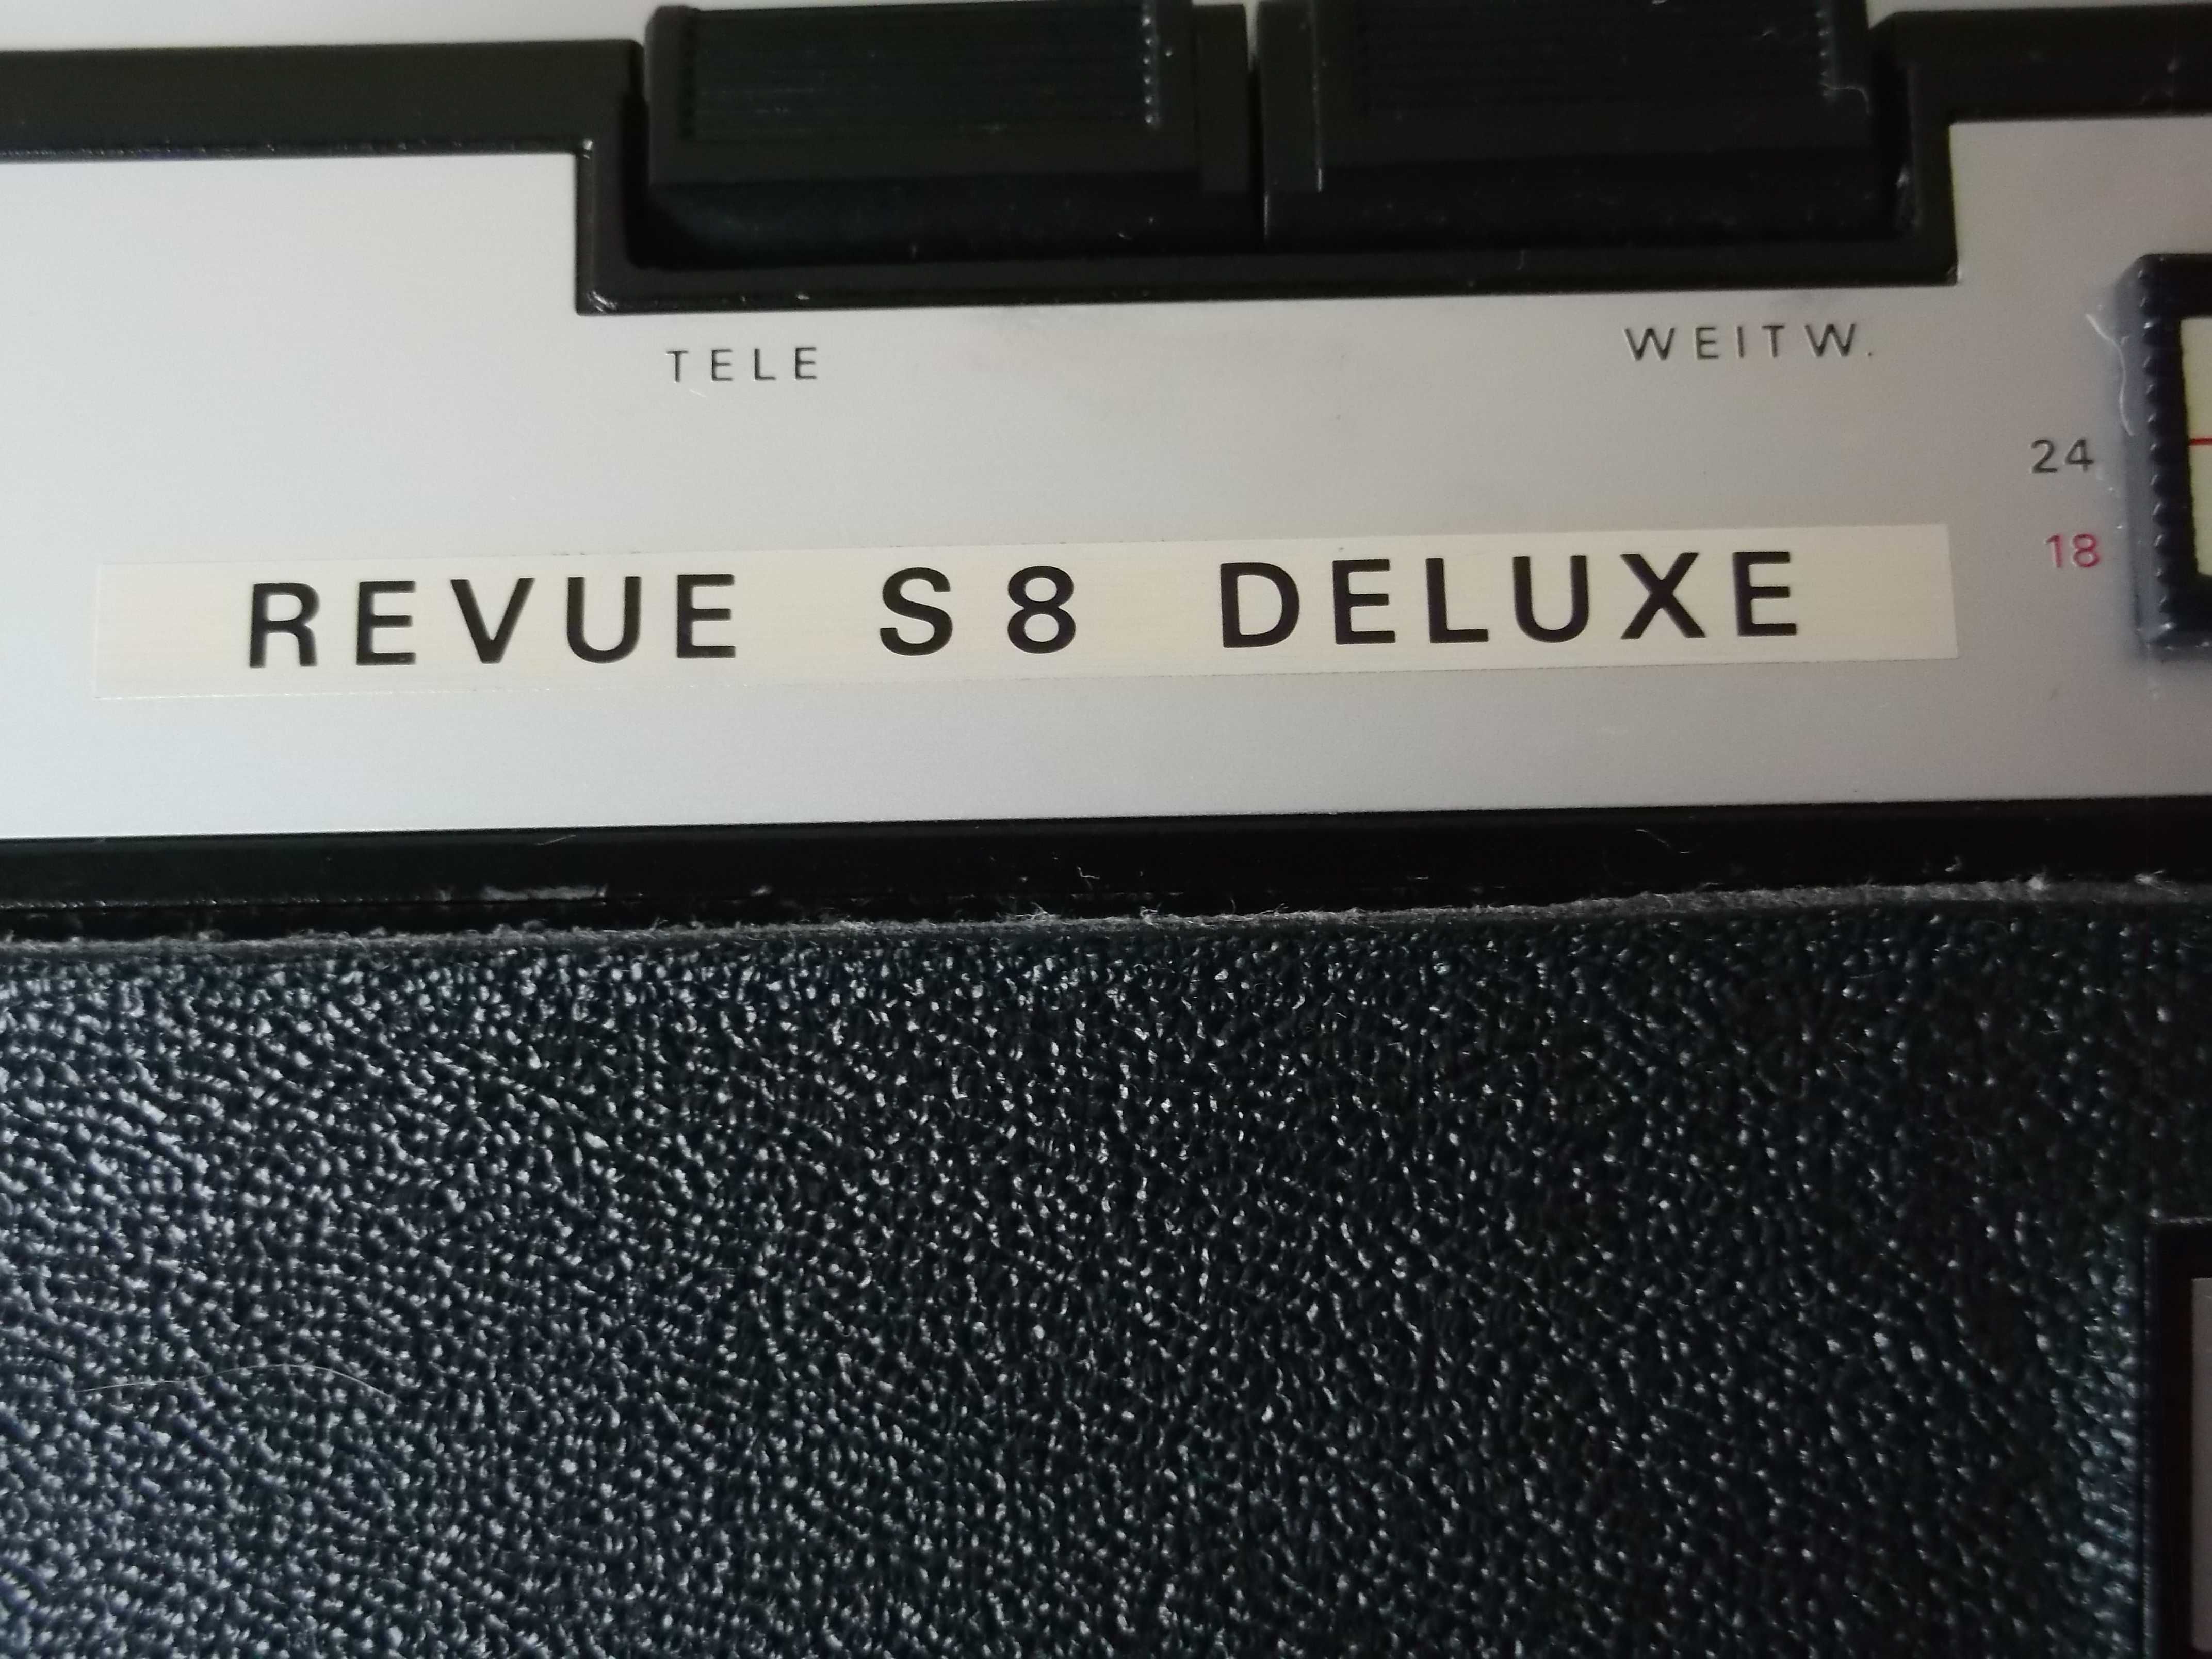 TELE
WEITW.
24
18
REVUE S8 DELUXE